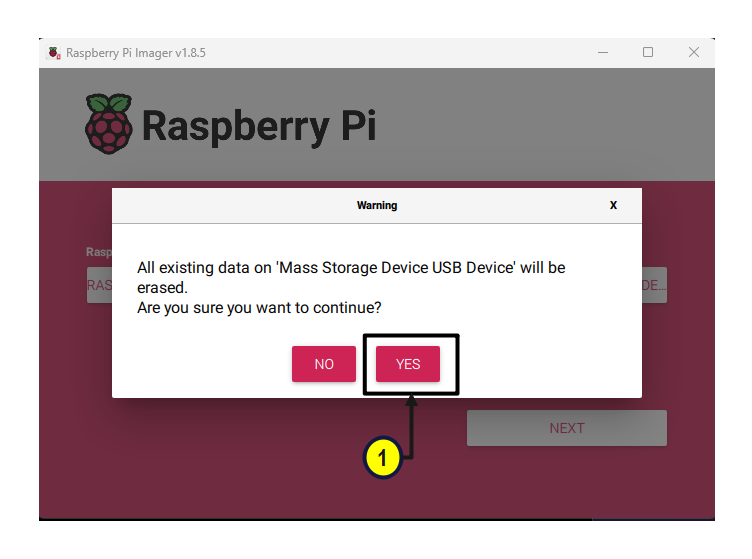 Raspberry Pi Imager v1.8.5
Raspberry Pi
Warning
X
Rasp
All existing data on 'Mass Storage Device USB Device' will be
erased.
Are you sure you want to continue?
RAS
DE...
NO
YES
NEXT
1